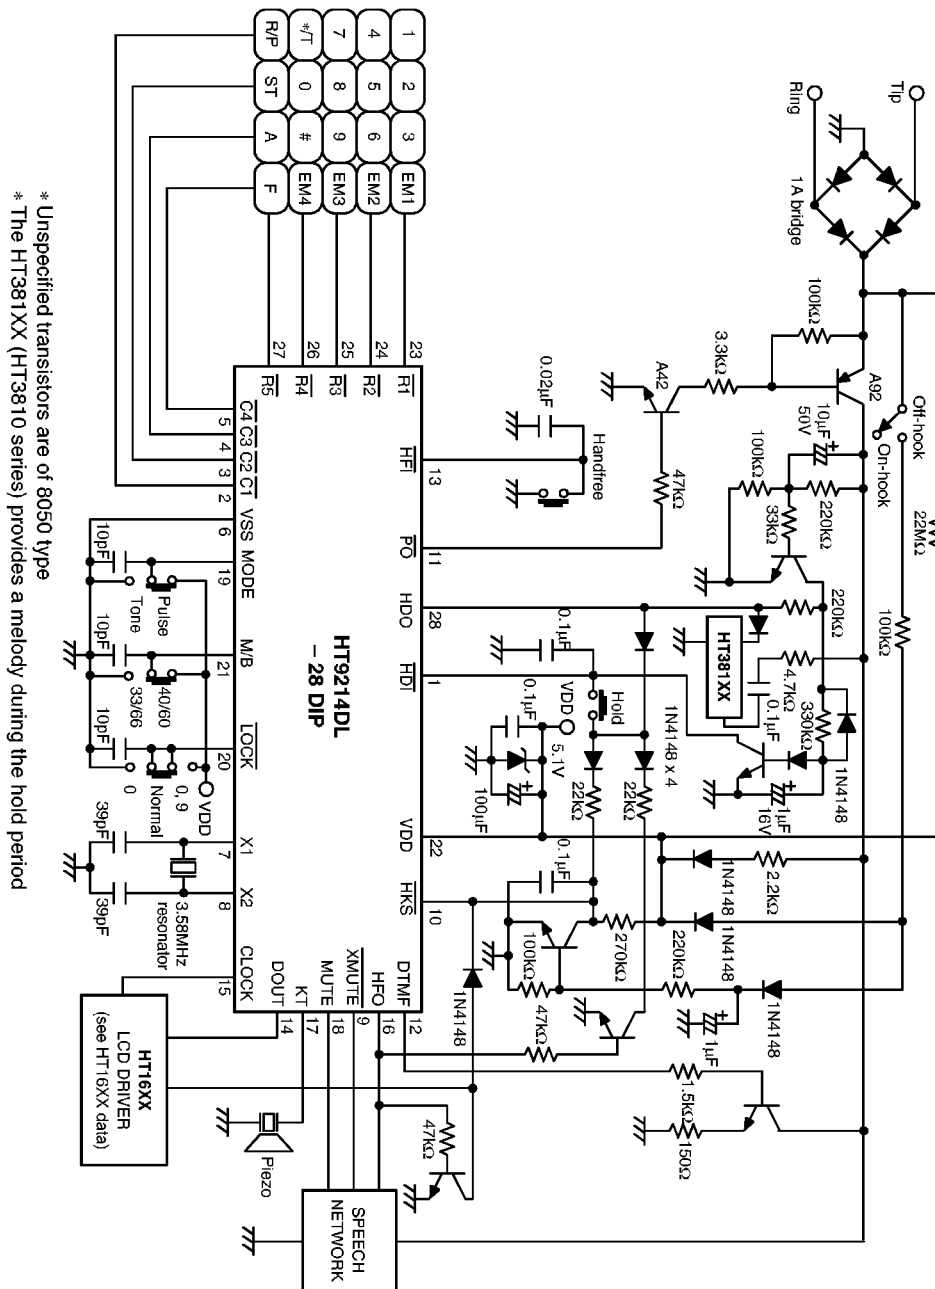 Tip
Ring
1A bridge
100kΩ
A92
Off-hook
On-hook
22MΩ
3.3kΩ
A42
10µF
50V
100kΩ
220kΩ
33kΩ
47kΩ
220kΩ
100kΩ
HT381XX
4.7kΩ
0.1µF
330kΩ
1N4148
1µF
16V
0.02µF
Handfree
0.1µF
Hold
1N4148 x 4
0.1µF
VDD
5.1V
100µF
22kΩ
22kΩ
0.1µF
1N4148
2.2kΩ
1N4148
270kΩ
220kΩ
100kΩ
1N4148
1µF
47kΩ
1N4148
1.5kΩ
150Ω
47kΩ
1 2 3 EM1
4 5 6 EM2
7 8 9 EM3
*/T 0 # EM4
R/P ST A F
23 24 25 26 27
R1 R2 R3 R4 R5
C4 5
C3 4
C2 3
C1 2
VSS 6
MODE 19
M/B 21
LOCK 20
X1 7
X2 8
CLOCK 15
HFI 13
PO 11
HDO 28
HDI 1
VDD 22
HKS 10
DTMF 12
HFO 16
XMUTE 9
MUTE 18
KT 17
DOUT 14
HT9214DL
– 28 DIP
10pF
Pulse
Tone
10pF
40/60
33/66
10pF
0, 9
Normal
0
VDD
39pF
39pF
3.58MHz
resonator
HT16XX
LCD DRIVER
(see HT16XX data)
Piezo
SPEECH
NETWORK
* Unspecified transistors are of 8050 type
* The HT381XX (HT3810 series) provides a melody during the hold period